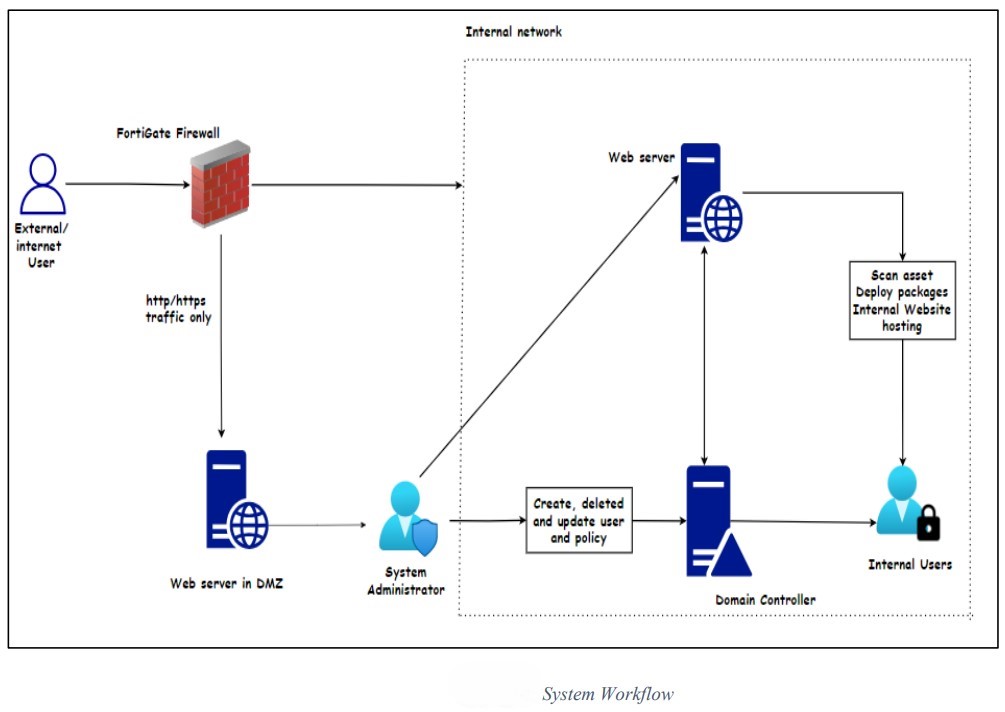 Internal network
FortiGate Firewall
External/
internet
User
http/https
traffic only
Web server
Scan asset
Deploy packages
Internal Website
hosting
Web server in DMZ
System
Administrator
Create, deleted
and update user
and policy
Domain Controller
Internal Users
System Workflow